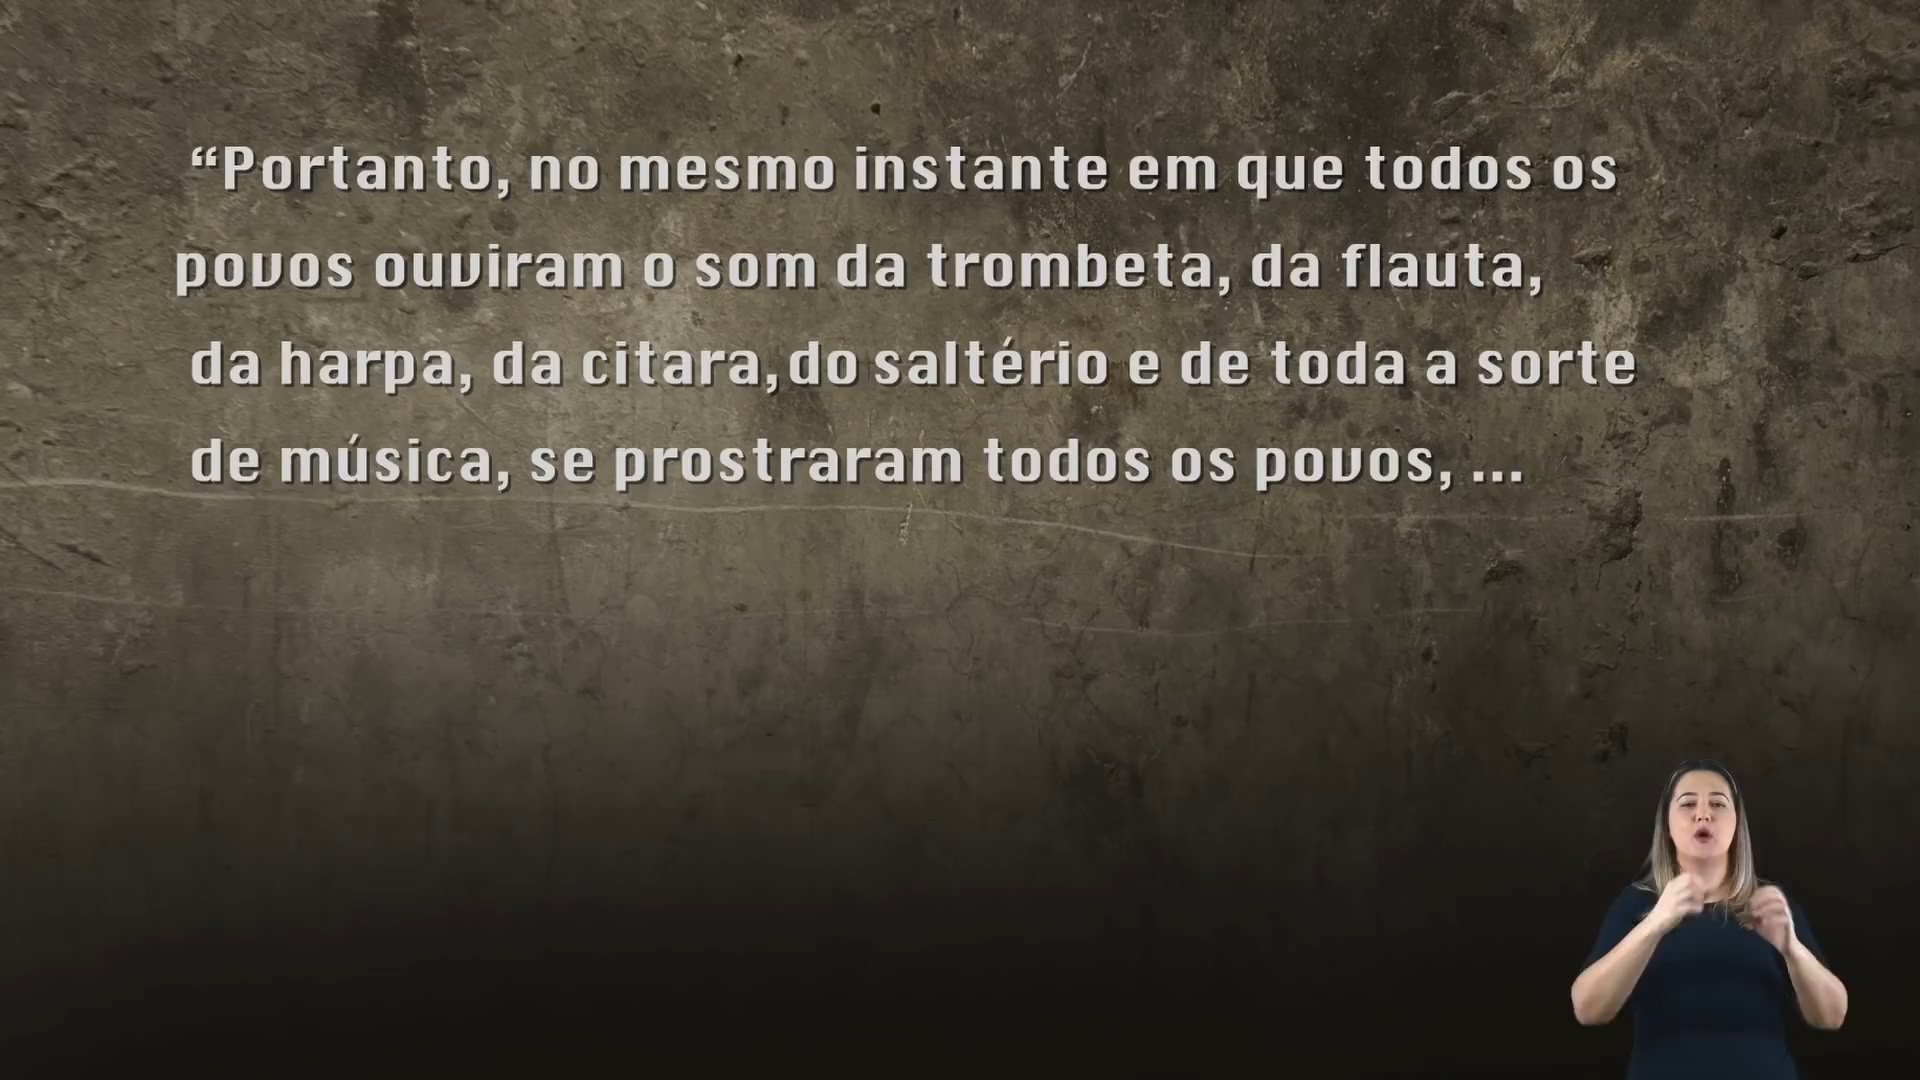 “Portanto, no mesmo instante em que todos os
povos ouviram o som da trombeta, da flauta,
da harpa, da citara,do saltério e de toda a sorte
de música, se prostraram todos os povos, ...